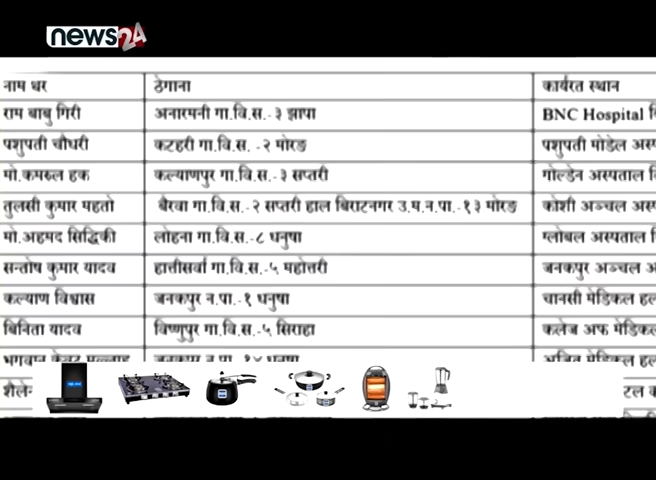 news24
नाम थर ठेगाना कार्यरत स्थान
राम बाबु गिरी अनारमनी गा.वि.स.-३ झापा BNC Hospital
पशुपती चौधरी कटहरी गा.वि.स. -२ मोरङ पशुपती मोडेल
मो.कमरुल हक कल्याणपुर गा.वि.स.-३ सप्तरी गोल्डेन अस्पताल
तुलसी कुमार महतो बैरवा गा.वि.स.-२ सप्तरी हाल बिराटनगर उ.म.न.पा.-१३ मोरङ कोशी अञ्चल
मो.अहमद सिद्धिकी लोहना गा.वि.स.-८ धनुषा ग्लोबल अस्पताल
सन्तोष कुमार यादव हात्तीसर्वा गा.वि.स.-५ महोत्तरी जनकपुर अञ्चल
कल्याण विश्वास जनकपुर न.पा.-१ धनुषा चानसी मेडिकल
बिनिता यादव विष्णुपुर गा.वि.स.-५ सिराहा कलेज अफ